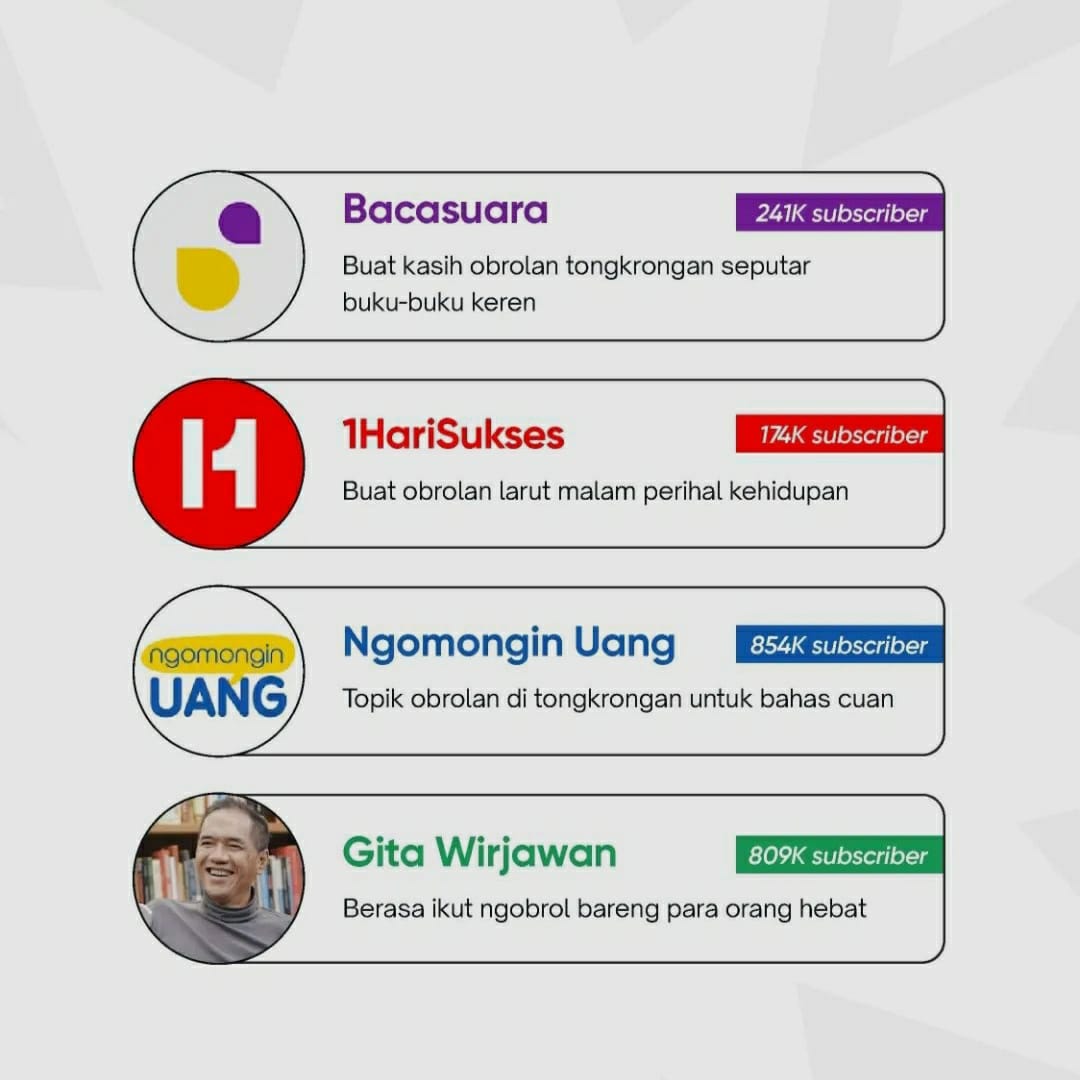 Bacasuara
241K subscriber
Buat kasih obrolan tongkrongan seputar
buku-buku keren
1HariSukses
174K subscriber
Buat obrolan larut malam perihal kehidupan
ngomongin
UANG
Ngomongin Uang
854K subscriber
Topik obrolan di tongkrongan untuk bahas cuan
Gita Wirjawan
809K subscriber
Berasa ikut ngobrol bareng para orang hebat